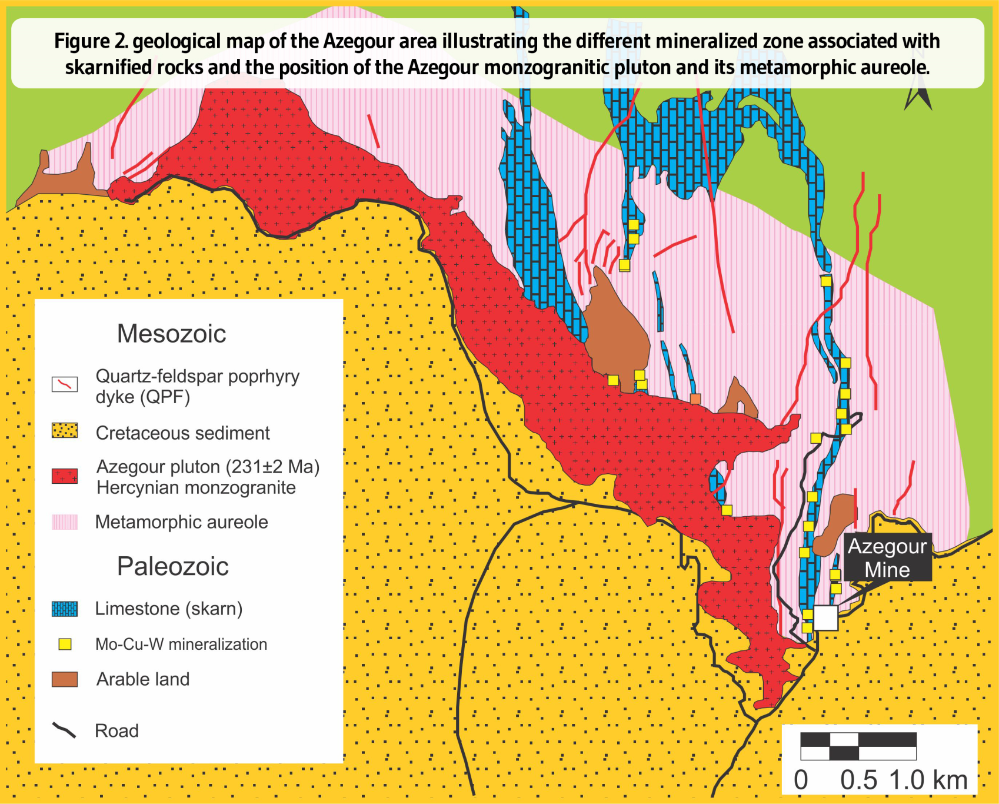 Figure 2. geological map of the Azegour area illustrating the different mineralized zone associated with
skarnified rocks and the position of the Azegour monzogranitic pluton and its metamorphic aureole.
Mesozoic
Quartz-feldspar poprhyry
dyke (QPF)
Cretaceous sediment
Azegour pluton (231±2 Ma)
Hercynian monzogranite
Metamorphic aureole
Paleozoic
Limestone (skarn)
Mo-Cu-W mineralization
Arable land
Road
Azegour
Mine
0 0.5 1.0 km